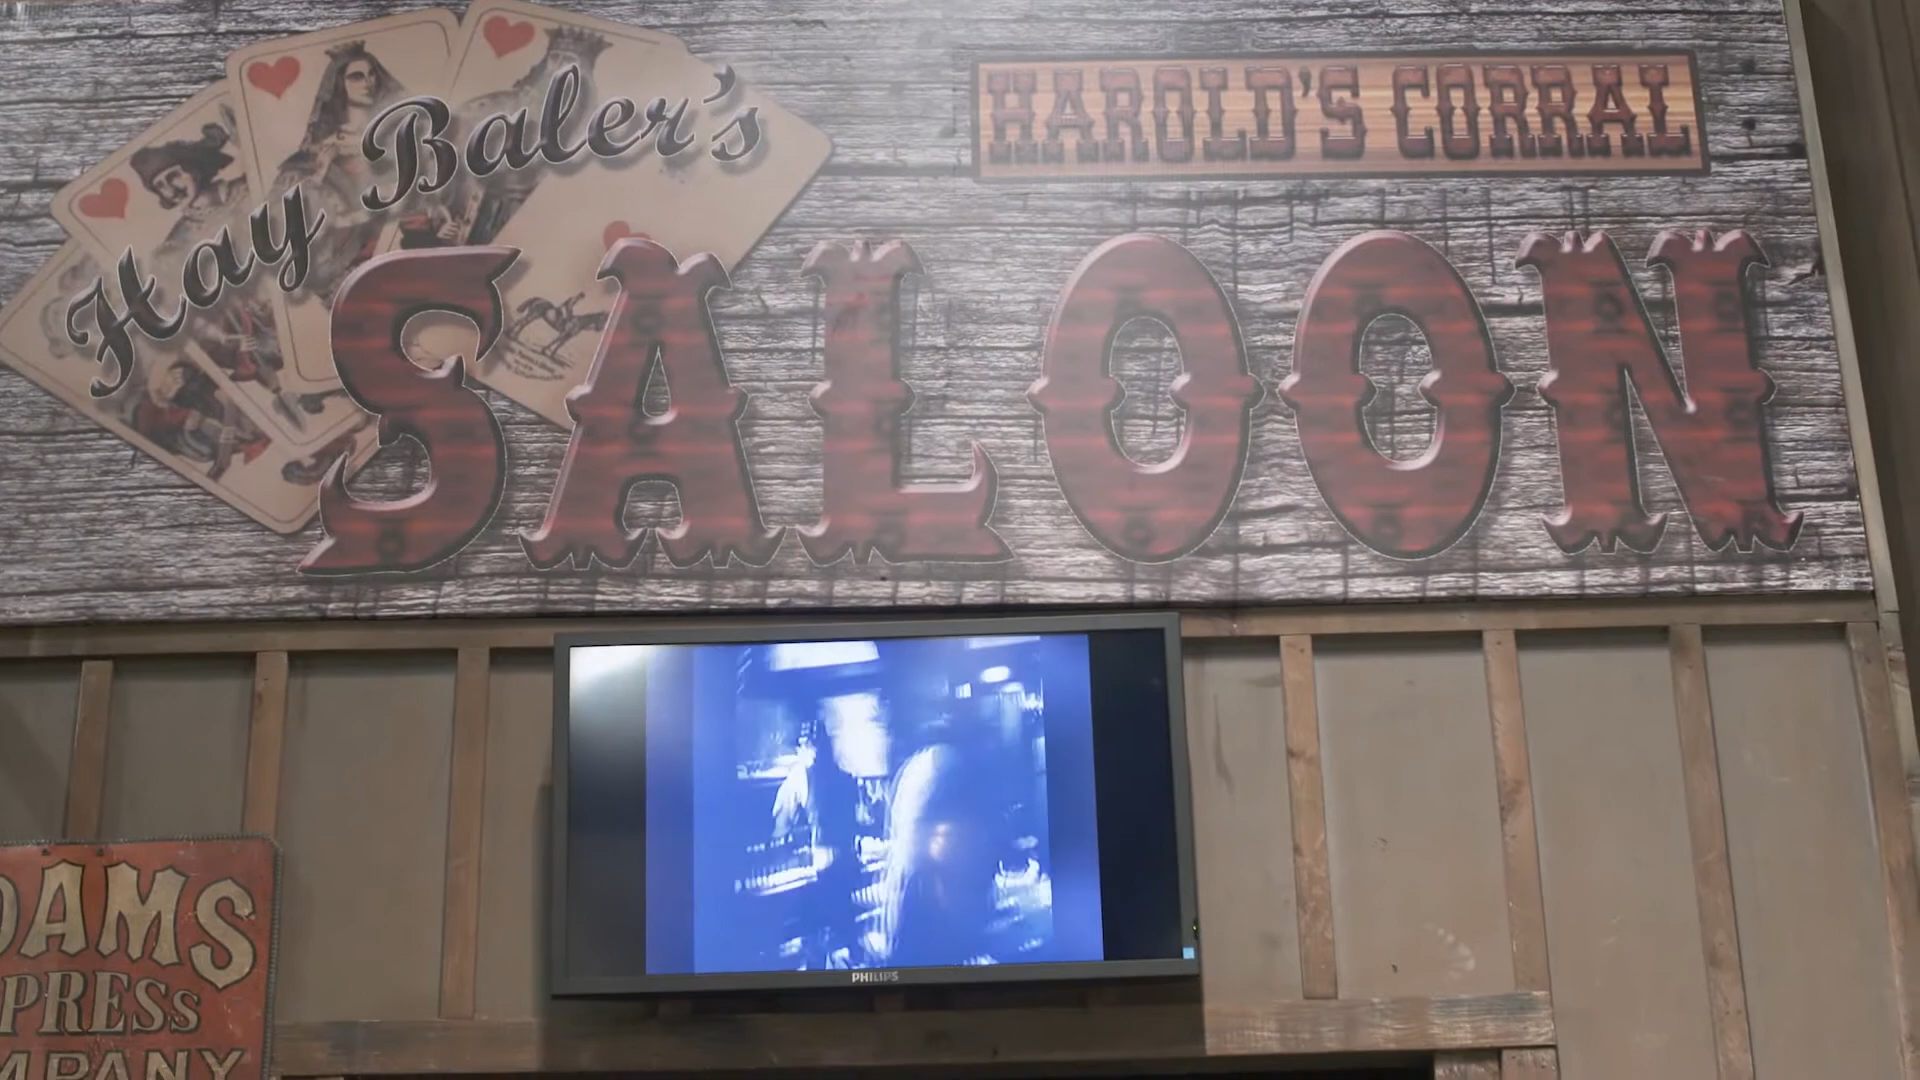 Hay Baler's
HAROLD'S CORRAL
SALOON
PHILIPS
DAMS
PRESS
MPANY